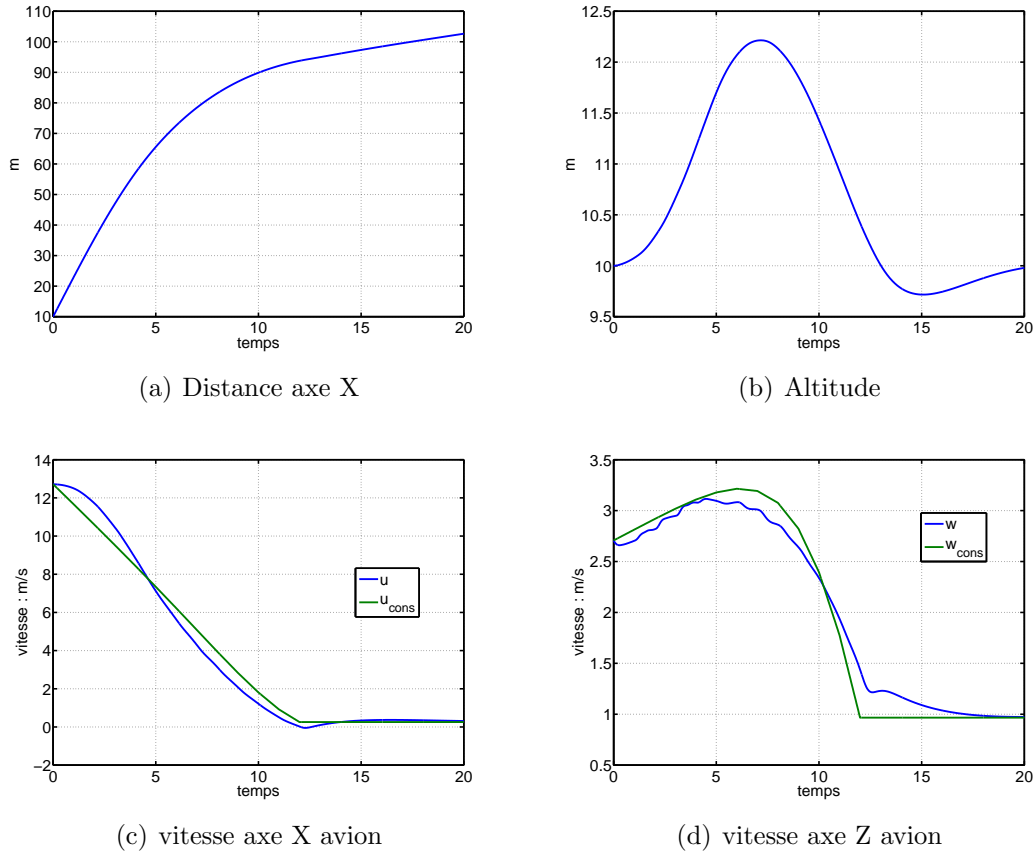 110
100
90
80
70
60
50
40
30
20
10
m
0 5 10 15 20
temps
(a) Distance axe X
12.5
12
11.5
11
10.5
10
9.5
m
0 5 10 15 20
temps
(b) Altitude
14
12
10
8
6
4
2
0
−2
vitesse : m/s
u
u_cons
0 5 10 15 20
temps
(c) vitesse axe X avion
3.5
3
2.5
2
1.5
1
0.5
vitesse : m/s
w
w_cons
0 5 10 15 20
temps
(d) vitesse axe Z avion